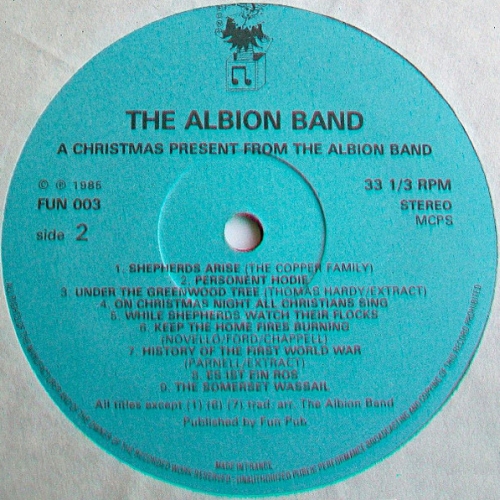 THE ALBION BAND
A CHRISTMAS PRESENT FROM THE ALBION BAND
© ℗ 1985
FUN 003
side 2
33 1/3 RPM
STEREO
MCPS
1. SHEPHERDS ARISE (THE COPPER FAMILY)
2. PERSONENT HODIE
3. UNDER THE GREENWOOD TREE (THOMAS HARDY/EXTRACT)
4. ON CHRISTMAS NIGHT ALL CHRISTIANS SING
5. WHILE SHEPHERDS WATCH THEIR FLOCKS
6. KEEP THE HOME FIRES BURNING
(NOVELLO/FORD/CHAPPELL)
7. HISTORY OF THE FIRST WORLD WAR
(PARNELL/EXTRACT)
8. ES IST EIN ROS
9. THE SOMERSET WASSAIL
All titles except (1) (6) (7) trad. arr. The Albion Band
Published by Fun Pub.